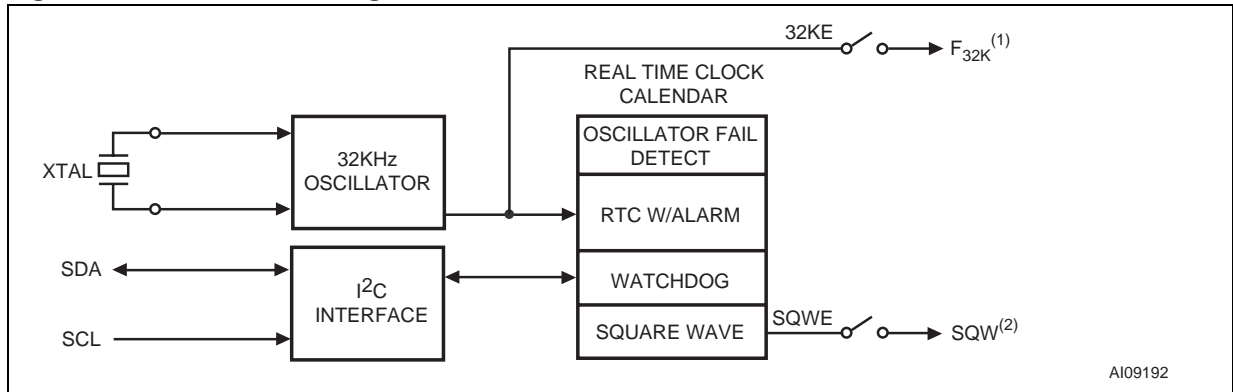 32KE
F32K(1)
REAL TIME CLOCK
CALENDAR
OSCILLATOR FAIL
DETECT
32KHz
OSCILLATOR
XTAL
RTC W/ALARM
SDA
I2C
INTERFACE
WATCHDOG
SCL
SQUARE WAVE
SQWE
SQW(2)
AI09192